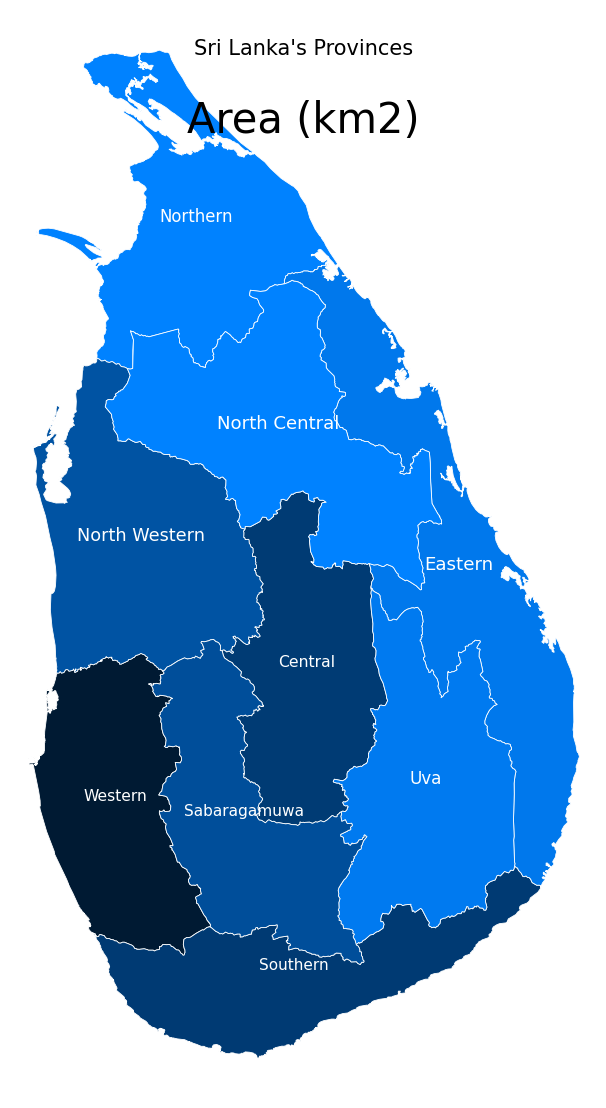 Sri Lanka's Provinces
Area (km2)
Northern
North Central
North Western
Eastern
Central
Uva
Western
Sabaragamuwa
Southern